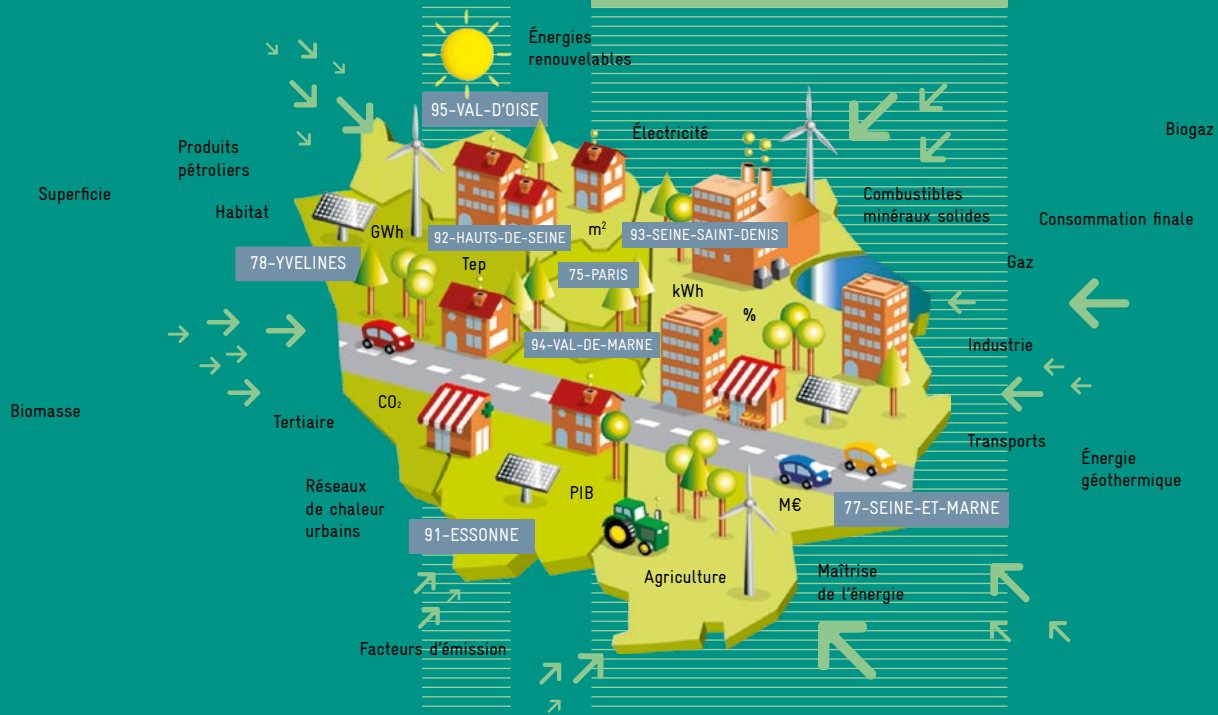 Énergies
renouvelables
95-VAL-D'OISE
Électricité
Biogaz
Produits
pétroliers
Superficie
Combustibles
minéraux solides
Habitat
Consommation finale
GWh
92-HAUTS-DE-SEINE
m²
93-SEINE-SAINT-DENIS
78-YVELINES
Tep
75-PARIS
Gaz
kWh
%
94-VAL-DE-MARNE
Industrie
Biomasse
CO₂
Tertiaire
Transports
Énergie
géothermique
Réseaux
de chaleur
urbains
PIB
M€
77-SEINE-ET-MARNE
91-ESSONNE
Agriculture
Maîtrise
de l'énergie
Facteurs d'émission